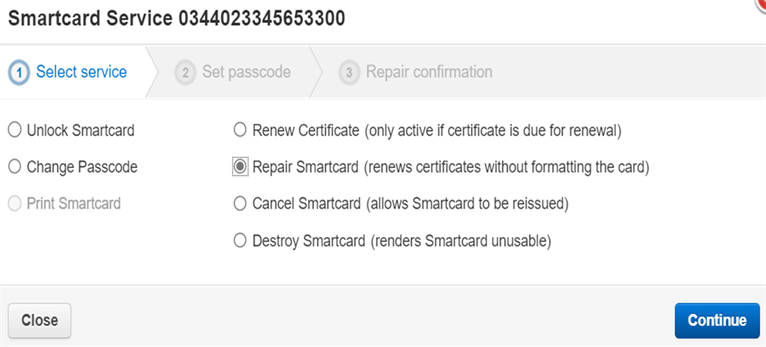 Smartcard Service 0344023345653300
1 Select service 2 Set passcode 3 Repair confirmation
Unlock Smartcard Renew Certificate (only active if certificate is due for renewal)
Change Passcode Repair Smartcard (renews certificates without formatting the card)
Print Smartcard Cancel Smartcard (allows Smartcard to be reissued)
Destroy Smartcard (renders Smartcard unusable)
Close Continue